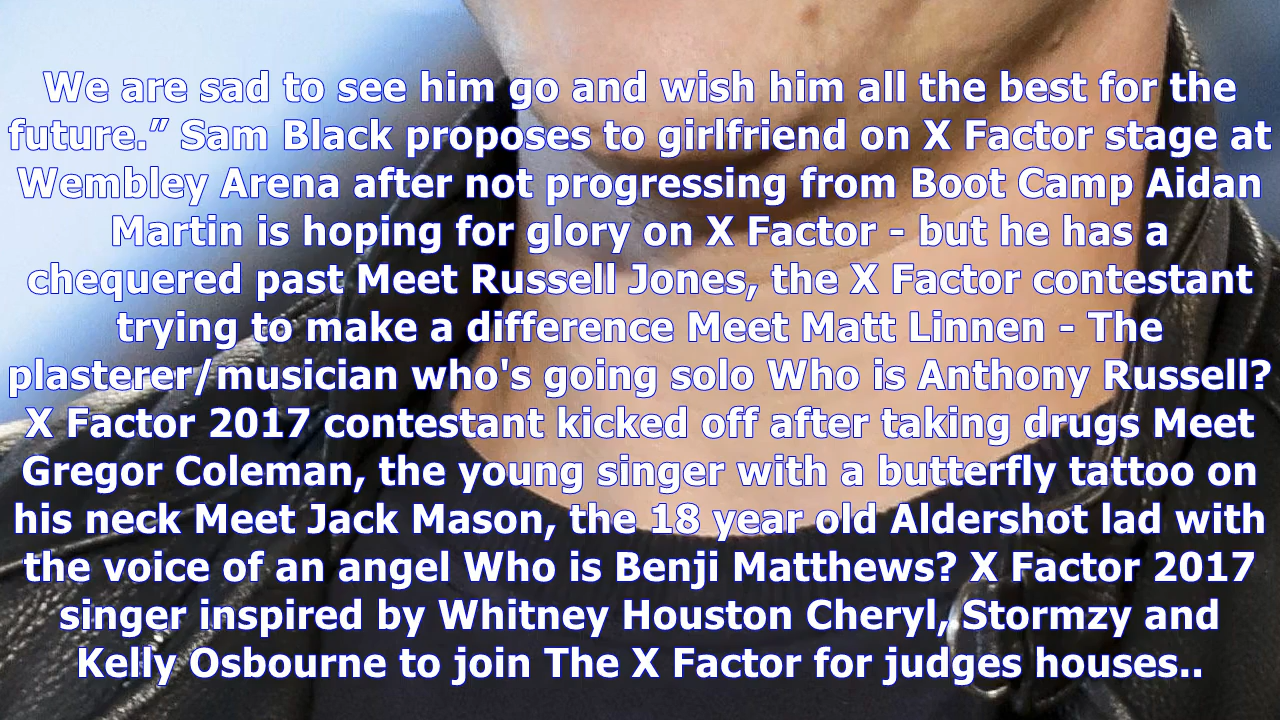 We are sad to see him go and wish him all the best for the
future.” Sam Black proposes to girlfriend on X Factor stage at
Wembley Arena after not progressing from Boot Camp Aidan
Martin is hoping for glory on X Factor - but he has a
chequered past Meet Russell Jones, the X Factor contestant
trying to make a difference Meet Matt Linnen - The
plasterer/musician who's going solo Who is Anthony Russell?
X Factor 2017 contestant kicked off after taking drugs Meet
Gregor Coleman, the young singer with a butterfly tattoo on
his neck Meet Jack Mason, the 18 year old Aldershot lad with
the voice of an angel Who is Benji Matthews? X Factor 2017
singer inspired by Whitney Houston Cheryl, Stormzy and
Kelly Osbourne to join The X Factor for judges houses..